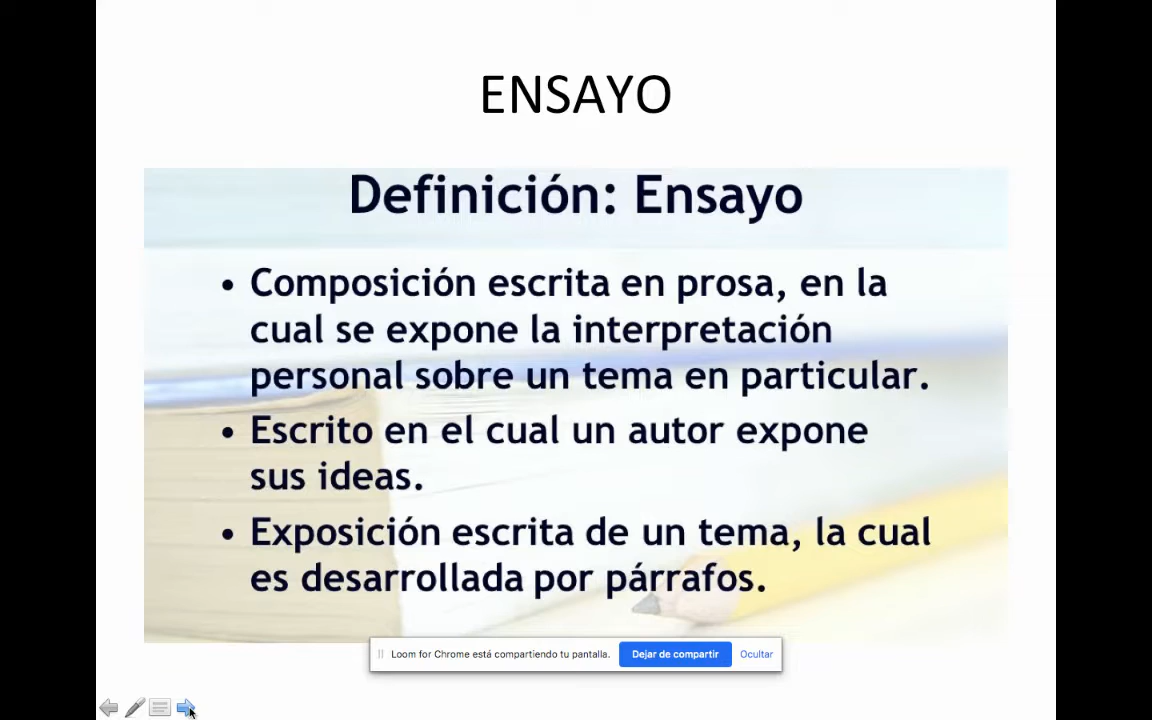 ENSAYO
Definición: Ensayo
• Composición escrita en prosa, en la
cual se expone la interpretación
personal sobre un tema en particular.
• Escrito en el cual un autor expone
sus ideas.
• Exposición escrita de un tema, la cual
es desarrollada por párrafos.
Loom for Chrome está compartiendo tu pantalla. Dejar de compartir Ocultar